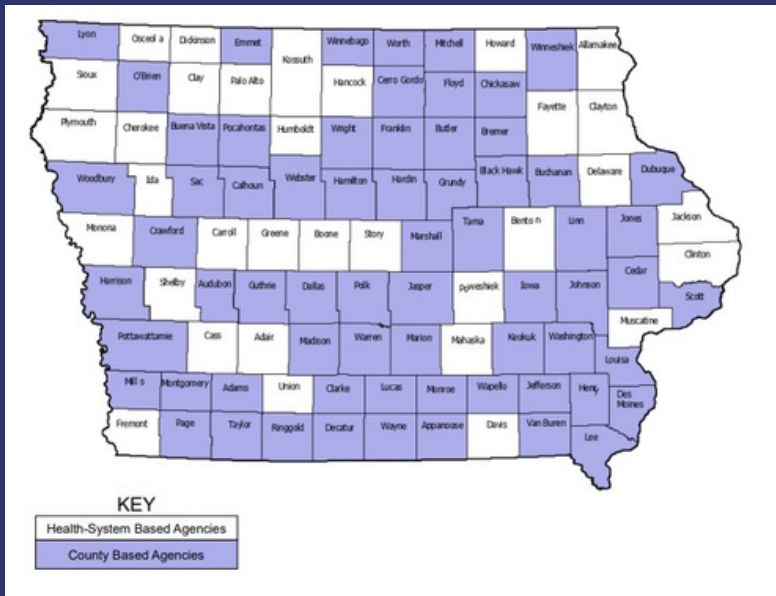 Lyon
Osceol a
Dickinson
Emmet
Kossuth
Winnebago
Worth
Mitchell
Howard
Winneshiek
Allamakee
Sioux
O'Brien
Clay
Palo Alto
Hancock
Cerro Gordo
Floyd
Chickasaw
Fayette
Clayton
Plymouth
Cherokee
Buena Vista
Pocahontas
Humboldt
Wright
Franklin
Butler
Bremer
Woodbury
Ida
Sac
Calhoun
Webster
Hamilton
Hardin
Grundy
Black Hawk
Buchanan
Delaware
Dubuque
Monona
Crawford
Carroll
Greene
Boone
Story
Marshall
Tama
Bento n
Linn
Jones
Jackson
Clinton
Harrison
Shelby
Audubon
Guthrie
Dallas
Polk
Jasper
Poweshiek
Iowa
Johnson
Cedar
Scott
Muscatine
Pottawattamie
Cass
Adair
Madison
Warren
Marion
Mahaska
Keokuk
Washington
Louisa
Mill s
Montgomery
Adams
Union
Clarke
Lucas
Monroe
Wapello
Jefferson
Henry
Des
Moines
Fremont
Page
Taylor
Ringgold
Decatur
Wayne
Appanoose
Davis
Van Buren
Lee
KEY
Health-System Based Agencies
County Based Agencies